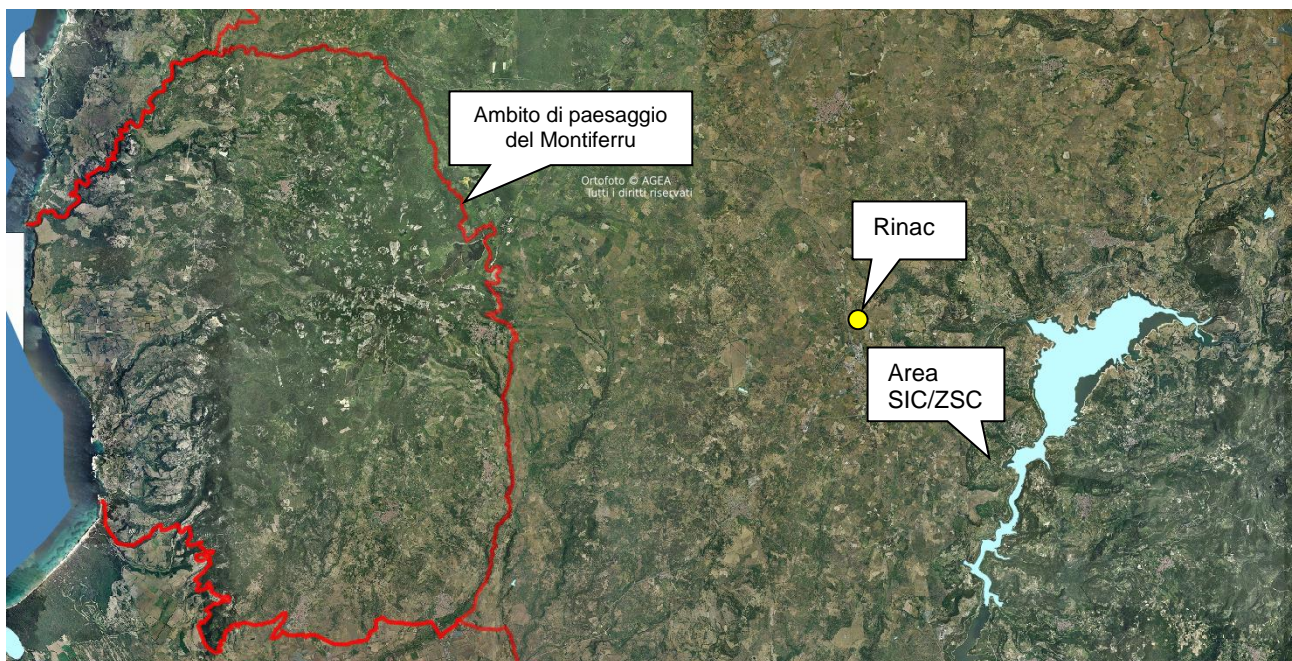 Ambito di paesaggio
del Montiferru
Ortofoto © AGEA
Tutti i diritti riservati
Rinac
Area
SIC/ZSC